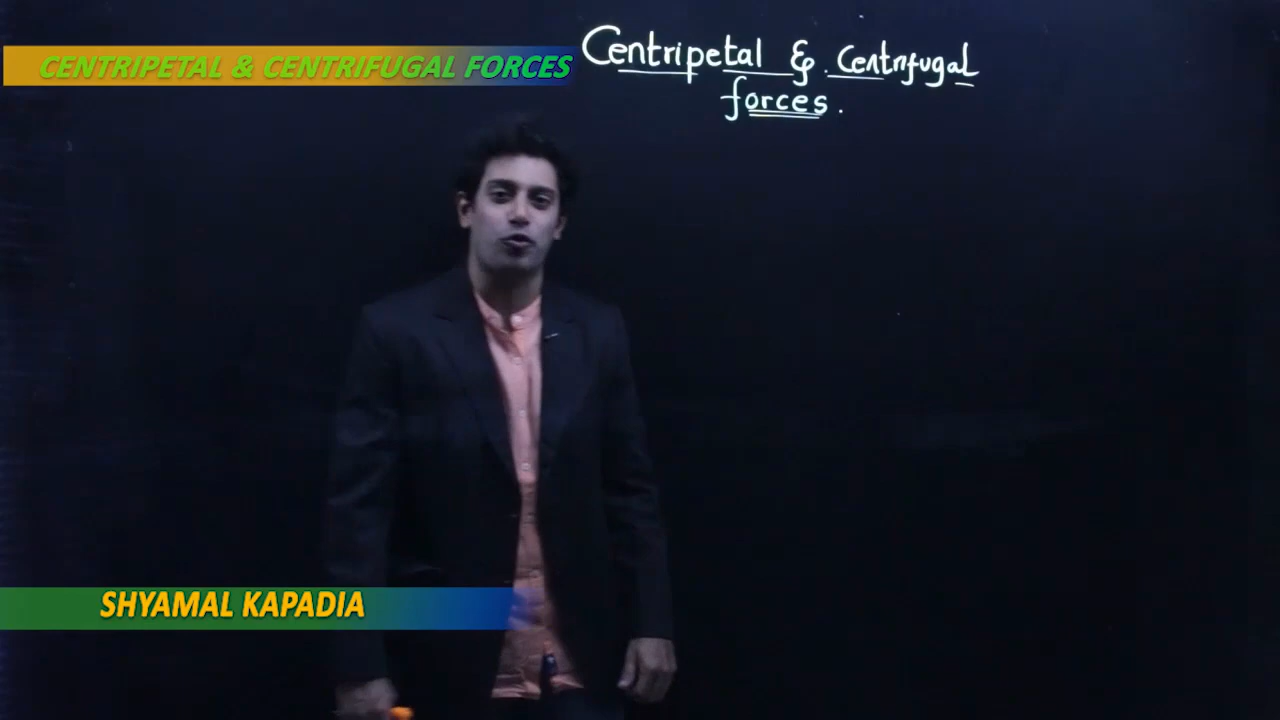 CENTRIPETAL & CENTRIFUGAL FORCES
Centripetal & Centrifugal
forces.
SHYAMAL KAPADIA